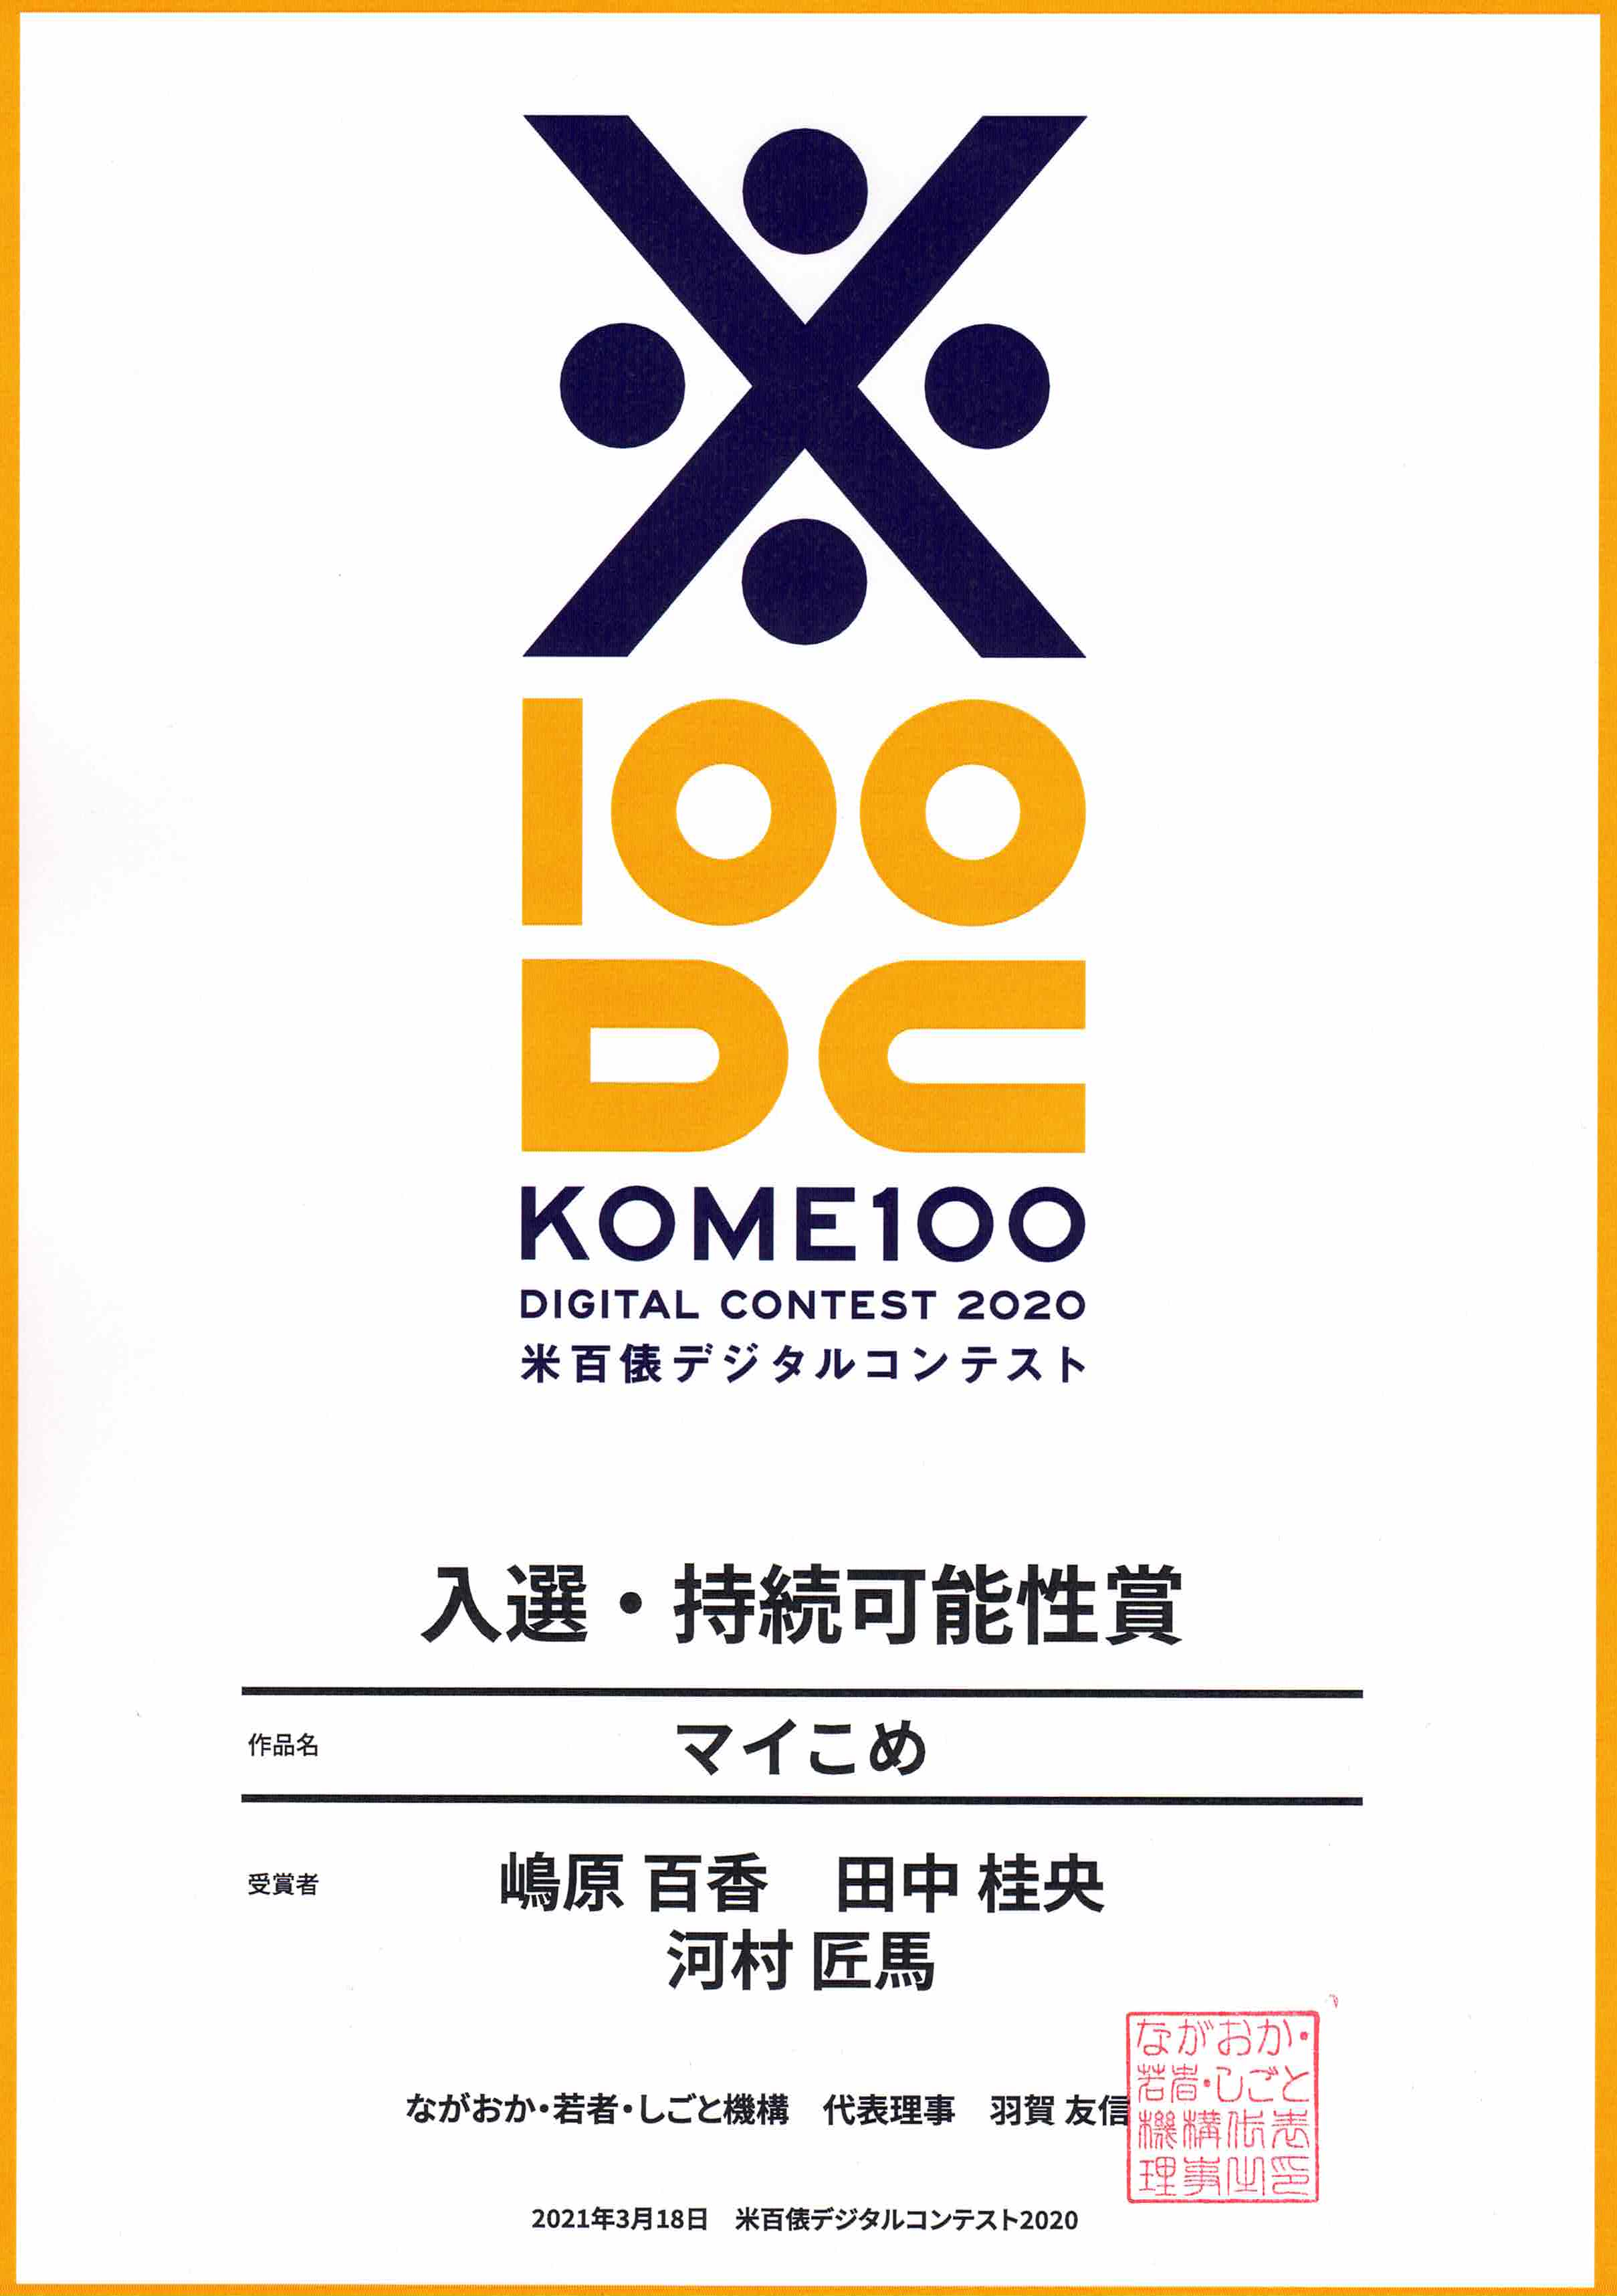 100
DC
KOME100
DIGITAL CONTEST 2020
米百俵デジタルコンテスト
入選・持続可能性賞
作品名
マイこめ
受賞者
嶋原 百香　田中 桂央
河村 匠馬
ながおか・若者・しごと機構　代表理事　羽賀 友信
ながおか・
若者・しごと
機構代表
理事之印
2021年3月18日　米百俵デジタルコンテスト2020